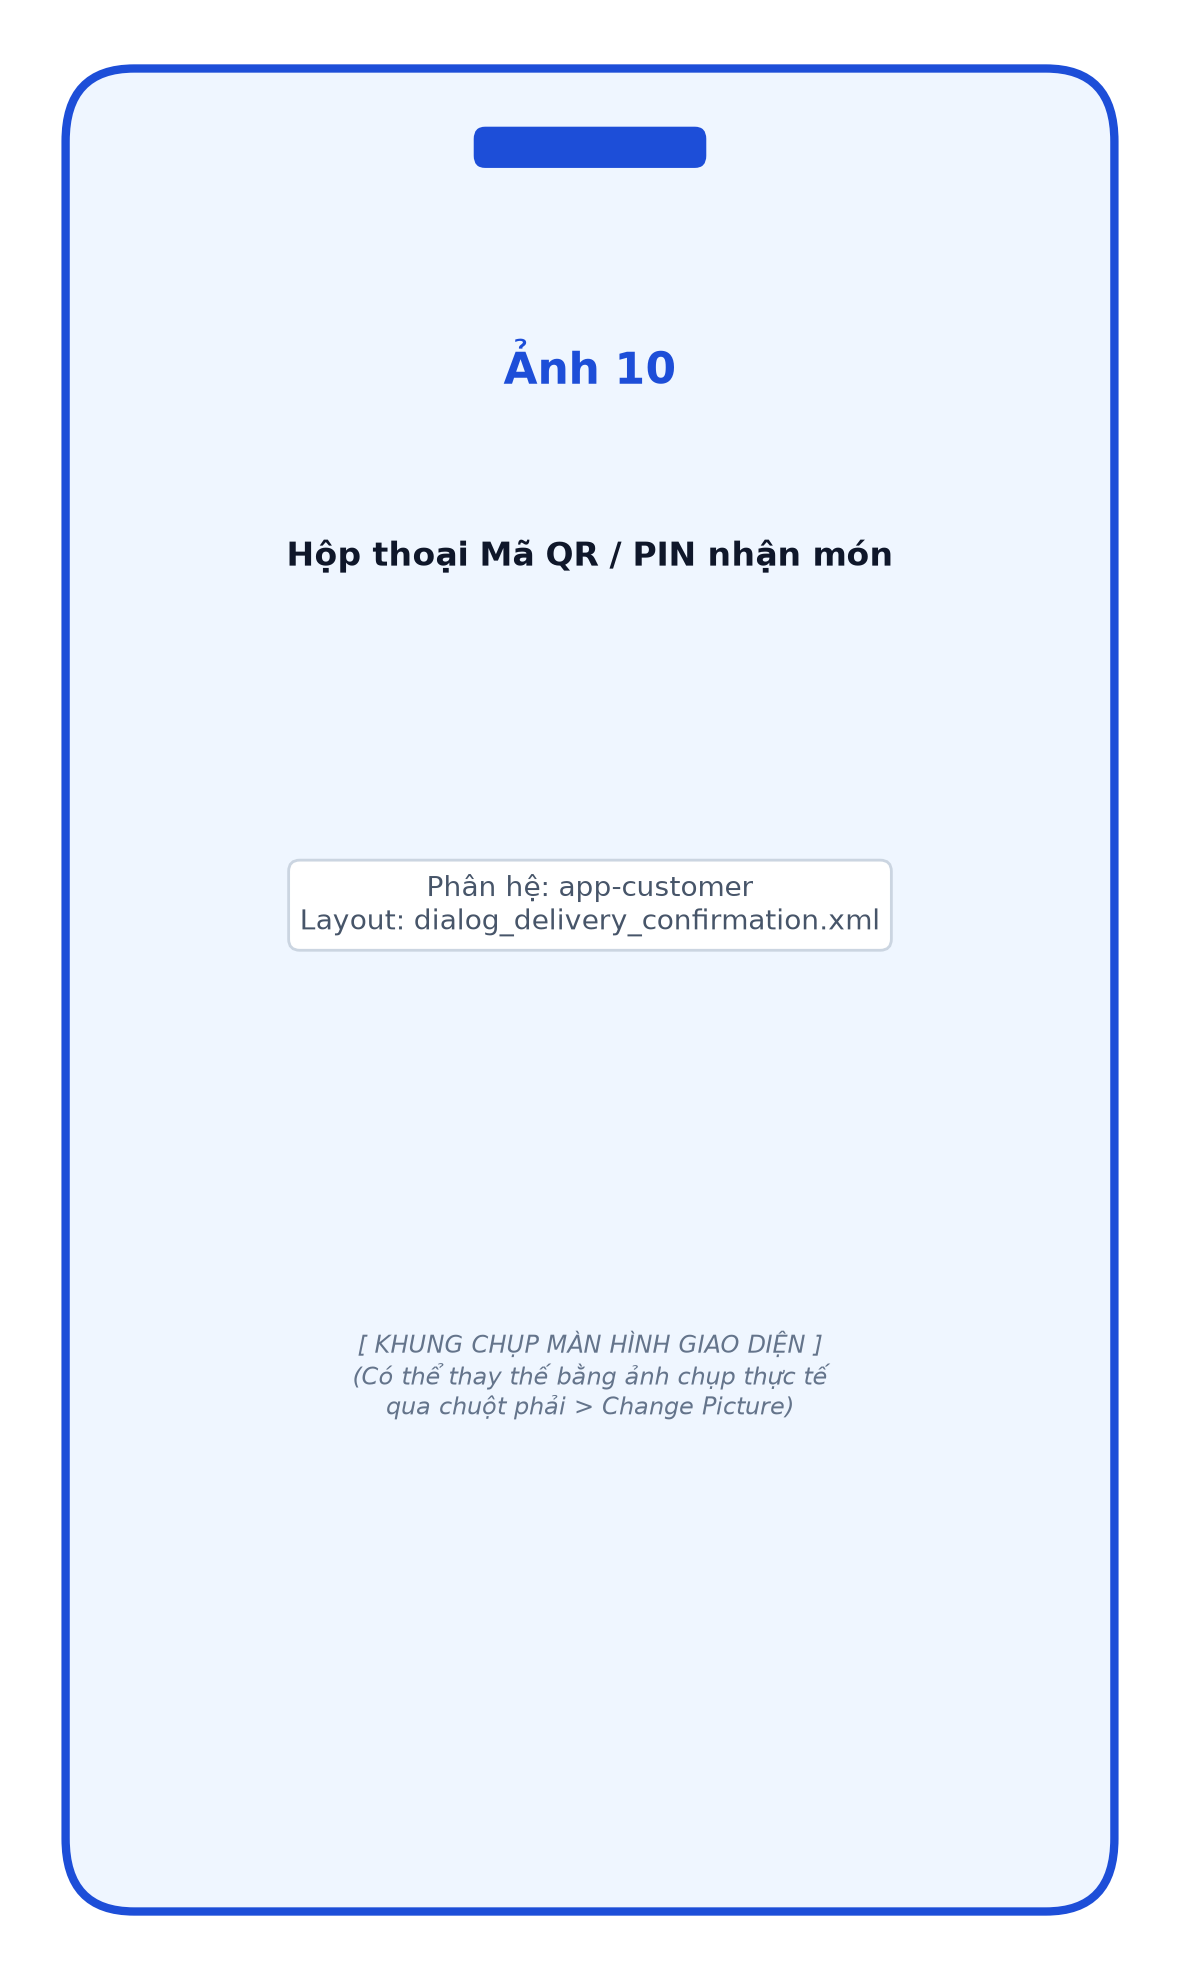 Ảnh 10
Hộp thoại Mã QR / PIN nhận món
Phân hệ: app-customer
Layout: dialog_delivery_confirmation.xml
[ KHUNG CHỤP MÀN HÌNH GIAO DIỆN ]
(Có thể thay thế bằng ảnh chụp thực tế
qua chuột phải > Change Picture)